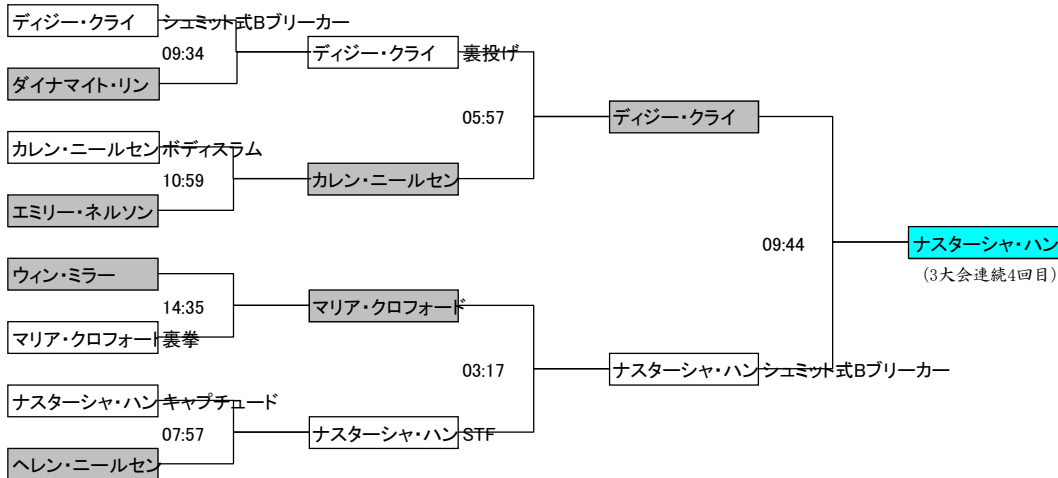 ディジー・クライ シュミット式Bブリーカー
09:34
ディジー・クライ 裏投げ
ダイナマイト・リン
05:57
ディジー・クライ
カレン・ニールセン ボディスラム
10:59
カレン・ニールセン
エミリー・ネルソン
09:44
ナスターシャ・ハン
(3大会連続4回目)
ウィン・ミラー
14:35
マリア・クロフォード
マリア・クロフォード 裏拳
03:17
ナスターシャ・ハン シュミット式Bブリーカー
ナスターシャ・ハン キャプチュード
07:57
ナスターシャ・ハン STF
ヘレン・ニールセン